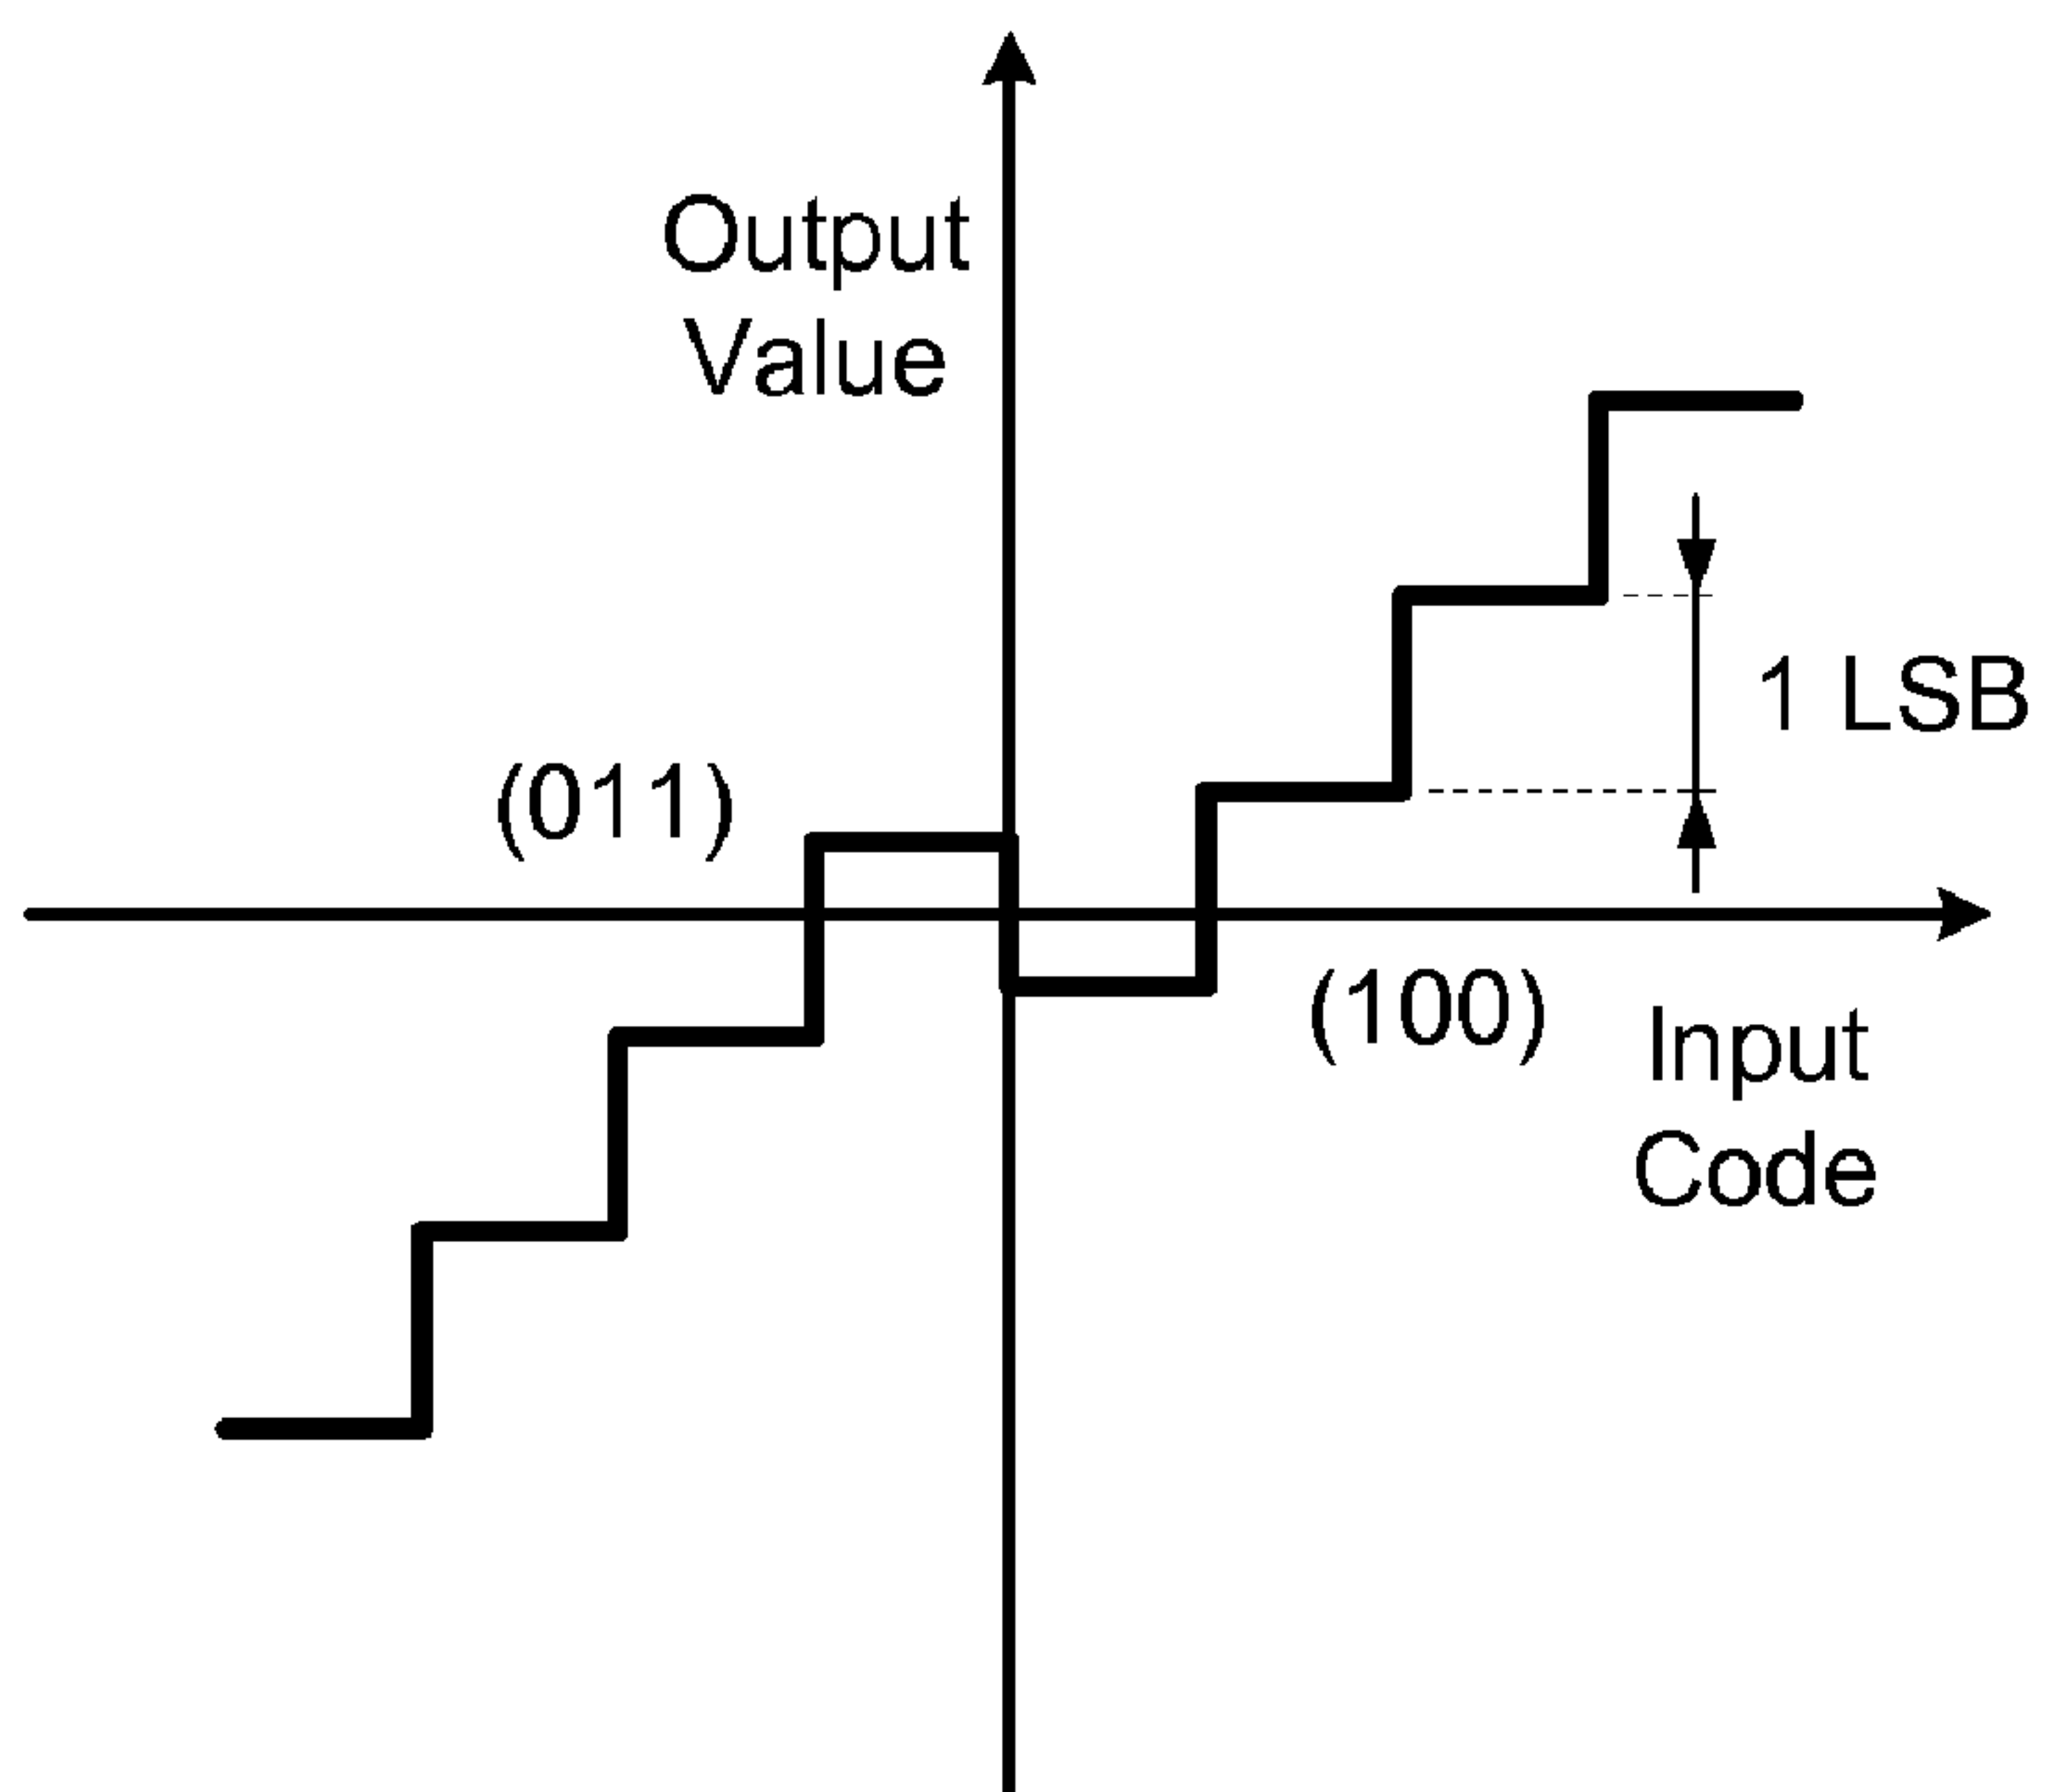 Output
Value
1 LSB
(011)
(100)
Input
Code